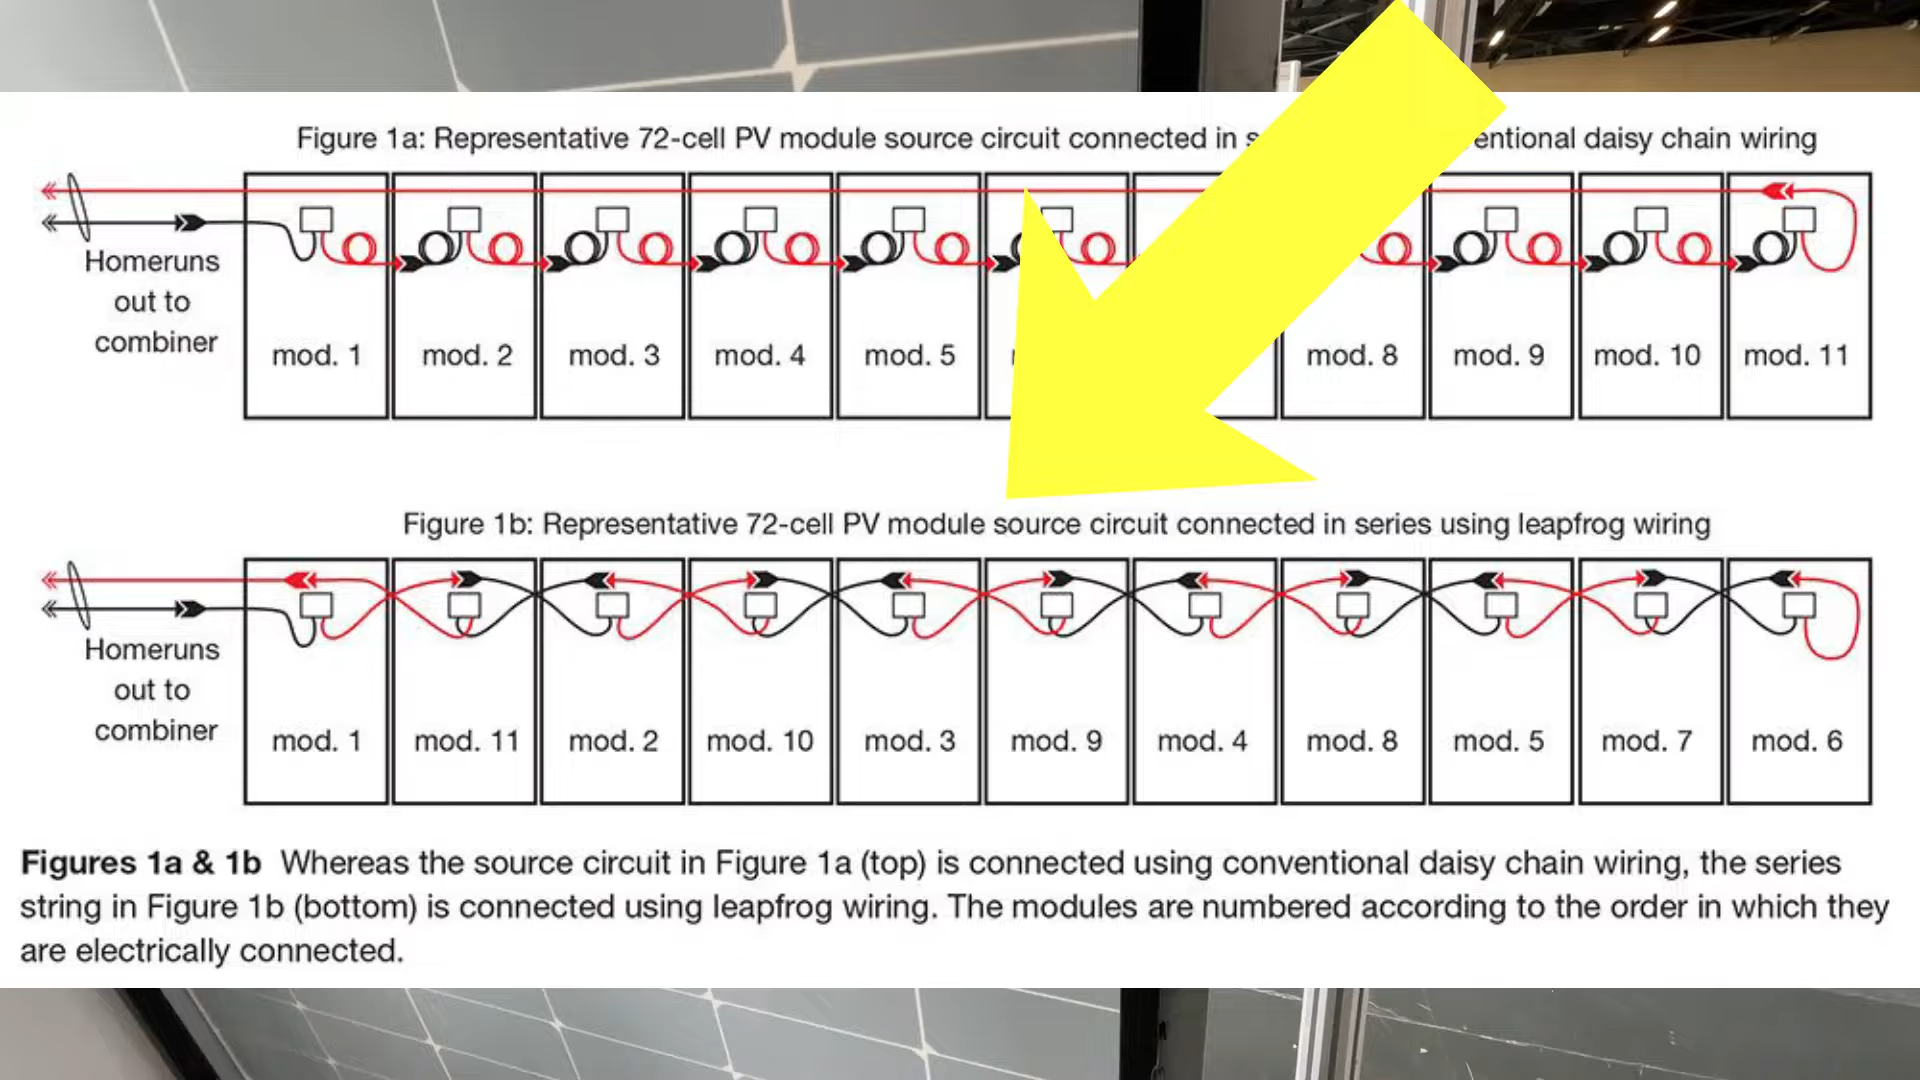 Figure 1a: Representative 72-cell PV module source circuit connected in entional daisy chain wiring
Homeruns
out to
combiner
mod. 1 mod. 2 mod. 3 mod. 4 mod. 5 mod. 8 mod. 9 mod. 10 mod. 11
Figure 1b: Representative 72-cell PV module source circuit connected in series using leapfrog wiring
Homeruns
out to
combiner
mod. 1 mod. 11 mod. 2 mod. 10 mod. 3 mod. 9 mod. 4 mod. 8 mod. 5 mod. 7 mod. 6
Figures 1a & 1b Whereas the source circuit in Figure 1a (top) is connected using conventional daisy chain wiring, the series
string in Figure 1b (bottom) is connected using leapfrog wiring. The modules are numbered according to the order in which they
are electrically connected.